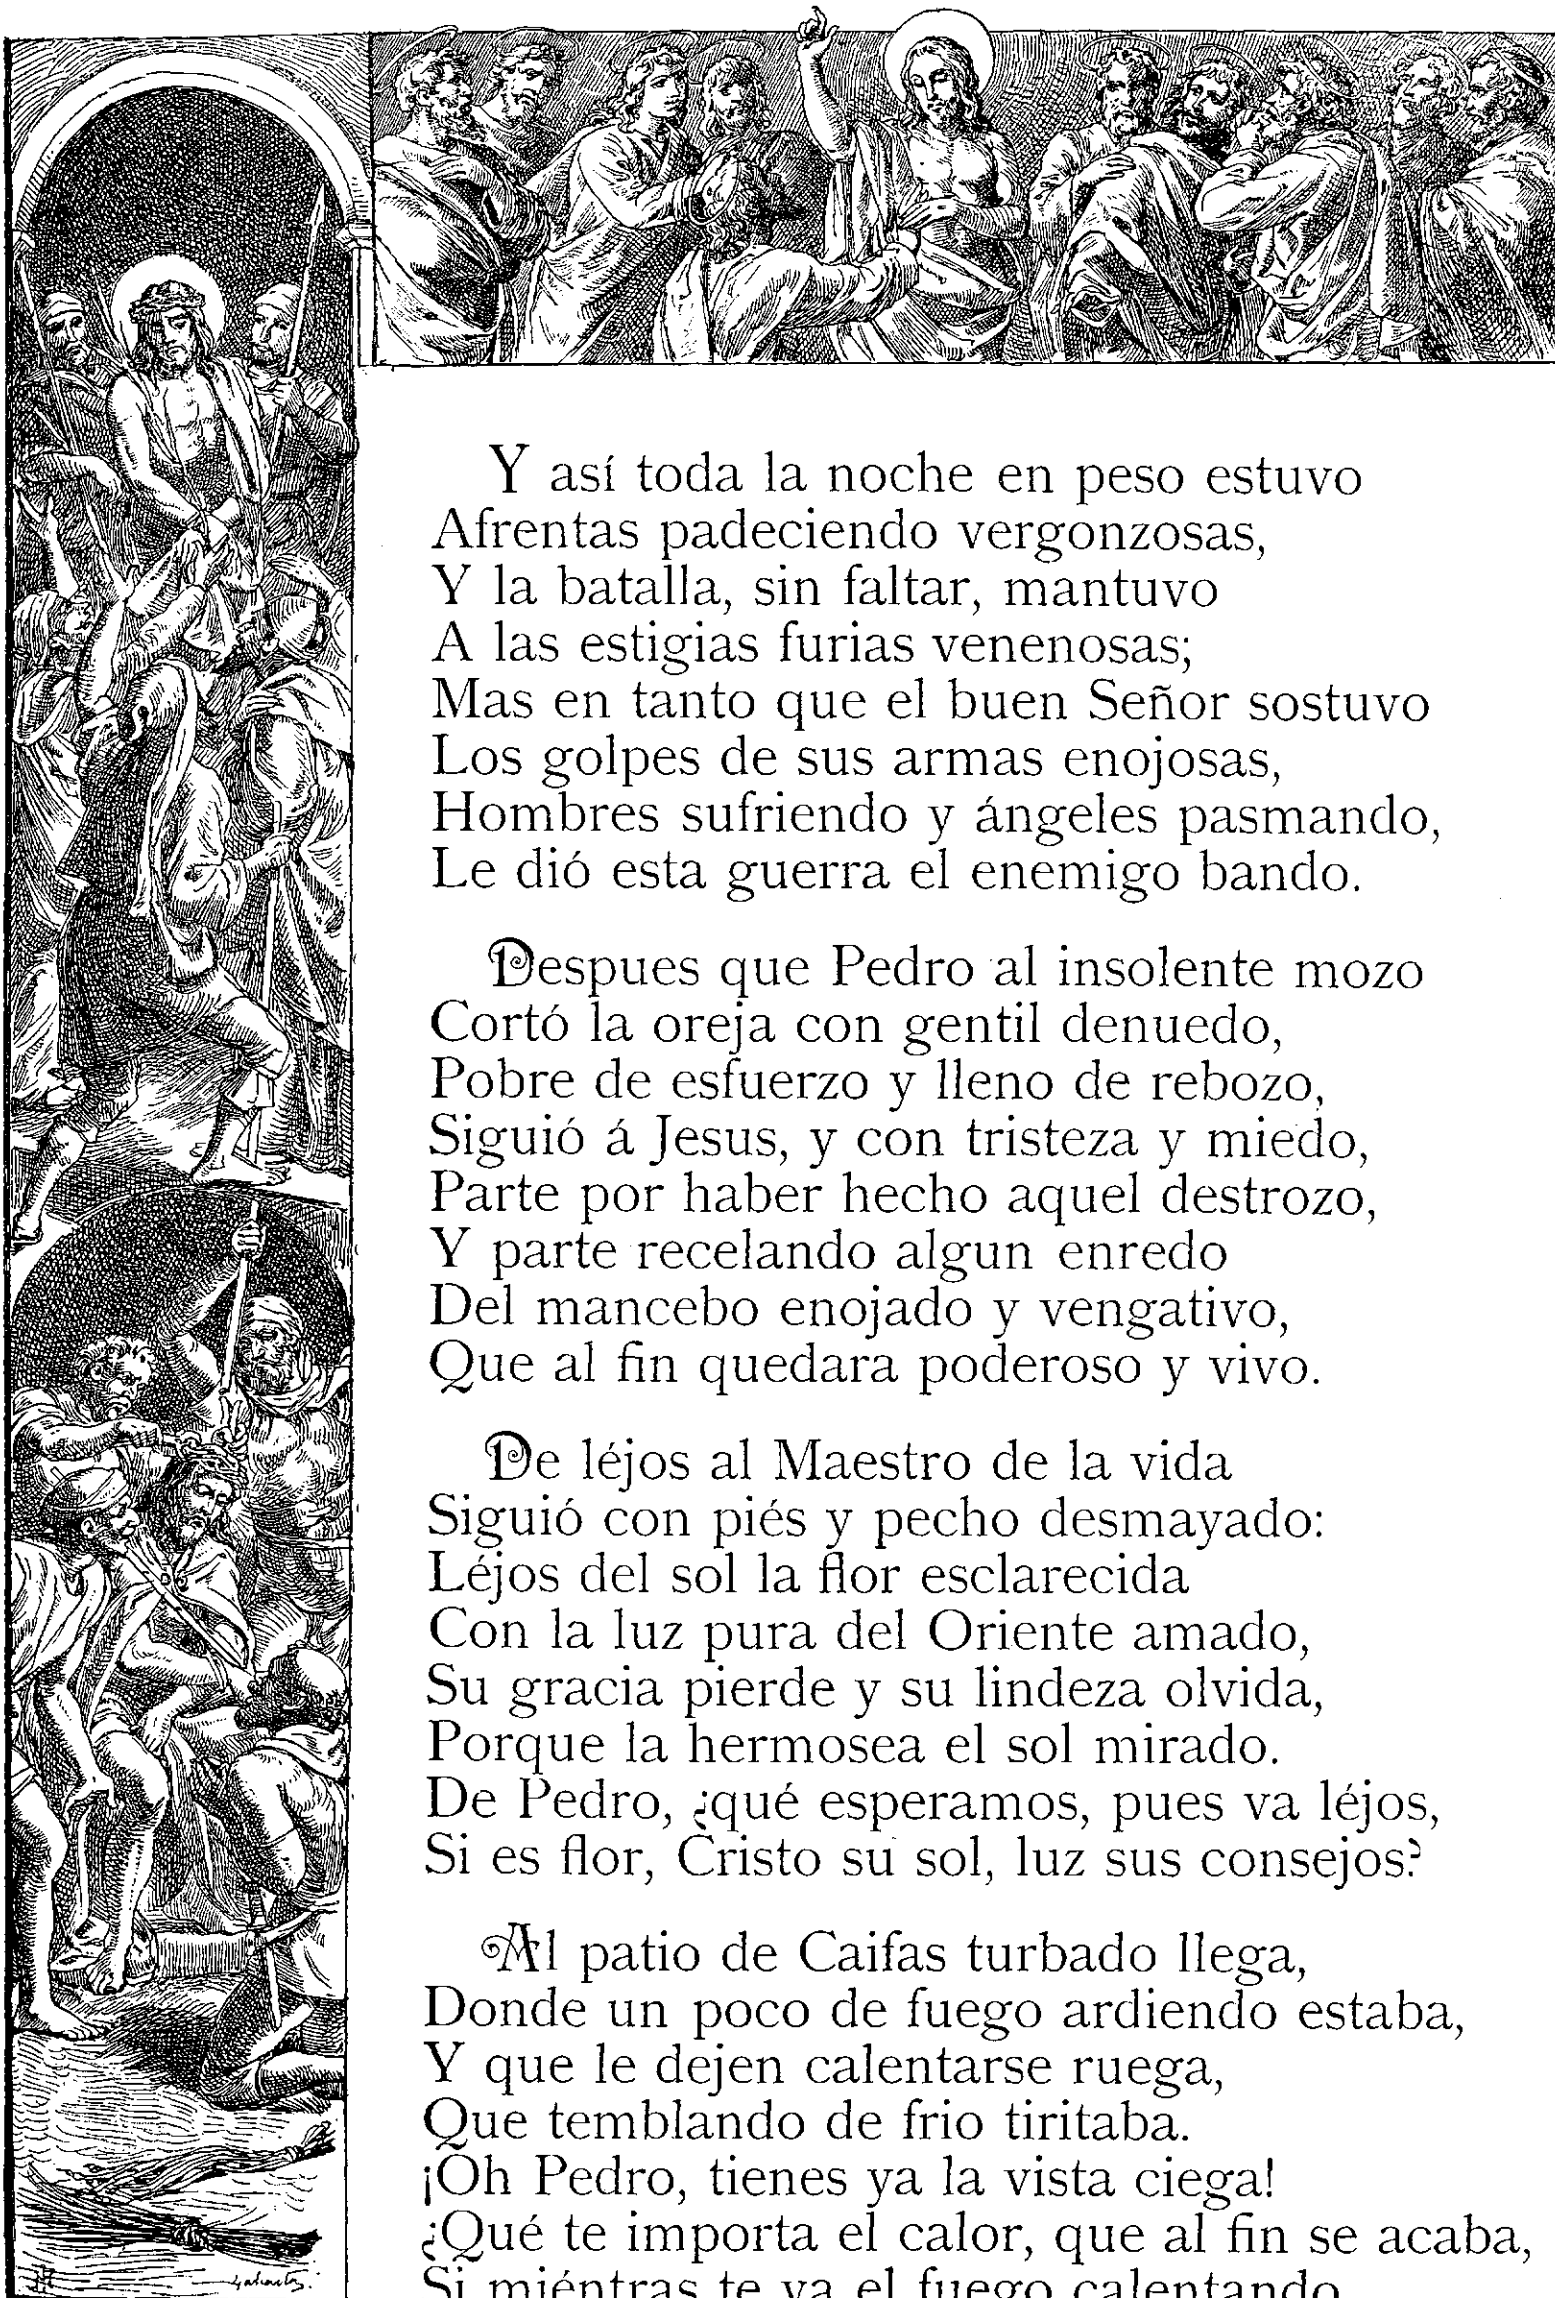 Y así toda la noche en peso estuvo
Afrentas padeciendo vergonzosas,
Y la batalla, sin faltar, mantuvo
A las estigias furias venenosas;
Mas en tanto que el buen Señor sostuvo
Los golpes de sus armas enojosas,
Hombres sufriendo y ángeles pasmando,
Le dió esta guerra el enemigo bando.
Despues que Pedro al insolente mozo
Cortó la oreja con gentil denuedo,
Pobre de esfuerzo y lleno de rebozo,
Siguió á Jesus, y con tristeza y miedo,
Parte por haber hecho aquel destrozo,
Y parte recelando algun enredo
Del mancebo enojado y vengativo,
Que al fin quedara poderoso y vivo.
De léjos al Maestro de la vida
Siguió con piés y pecho desmayado:
Léjos del sol la flor esclarecida
Con la luz pura del Oriente amado,
Su gracia pierde y su lindeza olvida,
Porque la hermosea el sol mirado.
De Pedro, ¿qué esperamos, pues va léjos,
Si es flor, Cristo su sol, luz sus consejos?
Al patio de Caifas turbado llega,
Donde un poco de fuego ardiendo estaba,
Y que le dejen calentarse ruega,
Que temblando de frio tiritaba.
¡Oh Pedro, tienes ya la vista ciega!
¿Qué te importa el calor, que al fin se acaba,
Si miéntras te va el fuego calentando